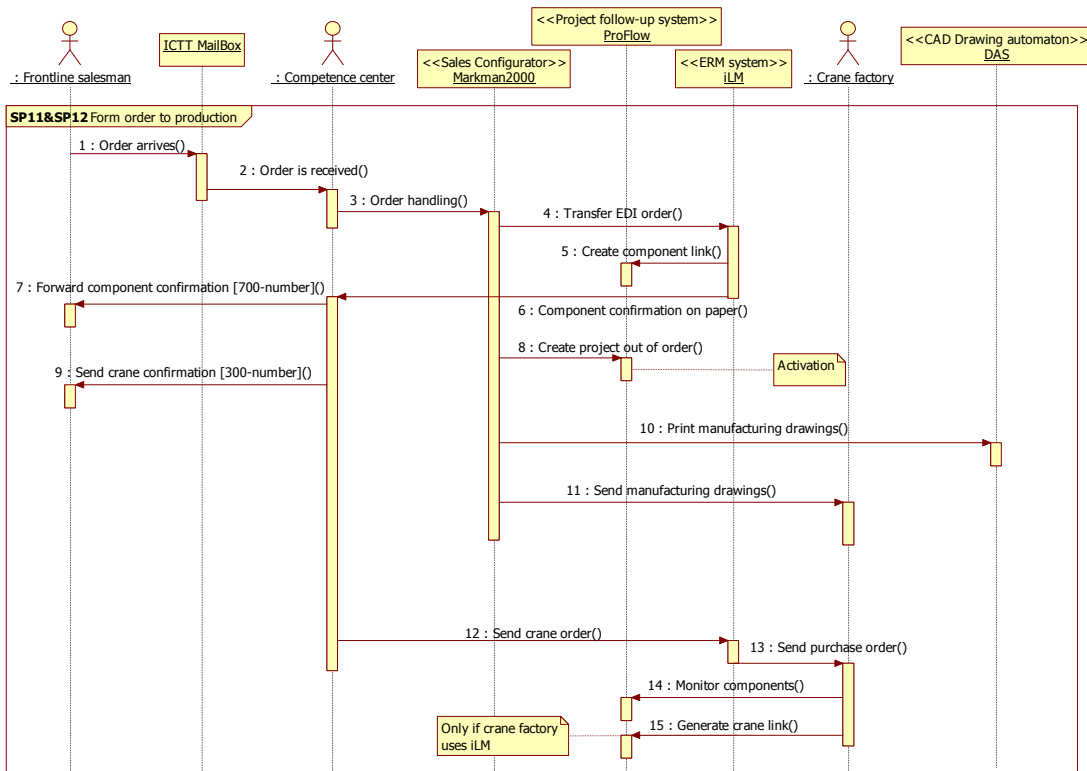 <<Project follow-up system>>
ProFlow
ICTT MailBox
<<CAD Drawing automaton>>
DAS
<<Sales Configurator>>
Markman2000
<<ERM system>>
iLM
: Frontline salesman
: Competence center
: Crane factory
SP11&SP12 Form order to production
1 : Order arrives()
2 : Order is received()
3 : Order handling()
4 : Transfer EDI order()
5 : Create component link()
7 : Forward component confirmation [700-number]()
6 : Component confirmation on paper()
8 : Create project out of order()
Activation
9 : Send crane confirmation [300-number]()
10 : Print manufacturing drawings()
11 : Send manufacturing drawings()
12 : Send crane order()
13 : Send purchase order()
14 : Monitor components()
15 : Generate crane link()
Only if crane factory
uses iLM